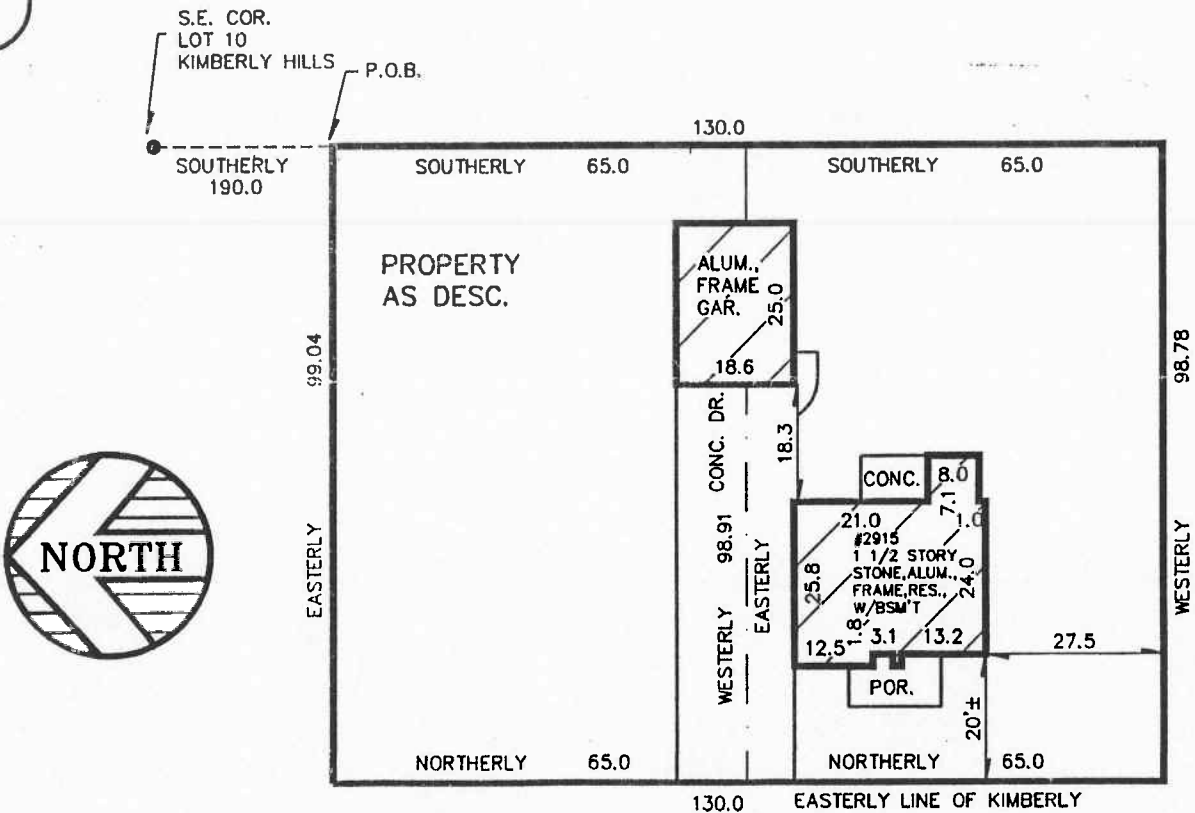 S.E. COR.
LOT 10
KIMBERLY HILLS
P.O.B.
130.0
SOUTHERLY
190.0
SOUTHERLY 65.0
SOUTHERLY 65.0
PROPERTY
AS DESC.
ALUM.,
FRAME
GAR.
25.0
18.6
99.04
98.78
CONC. DR.
18.3
CONC.
8.0
7.1
NORTH
21.0
1.0
#2915
1 1/2 STORY
STONE,ALUM.,
FRAME,RES.,
W/BSM'T
25.8
24.0
EASTERLY
WESTERLY 98.91
EASTERLY
WESTERLY
12.5
1.8
3.1
13.2
27.5
POR.
20'±
NORTHERLY 65.0
NORTHERLY 65.0
130.0
EASTERLY LINE OF KIMBERLY